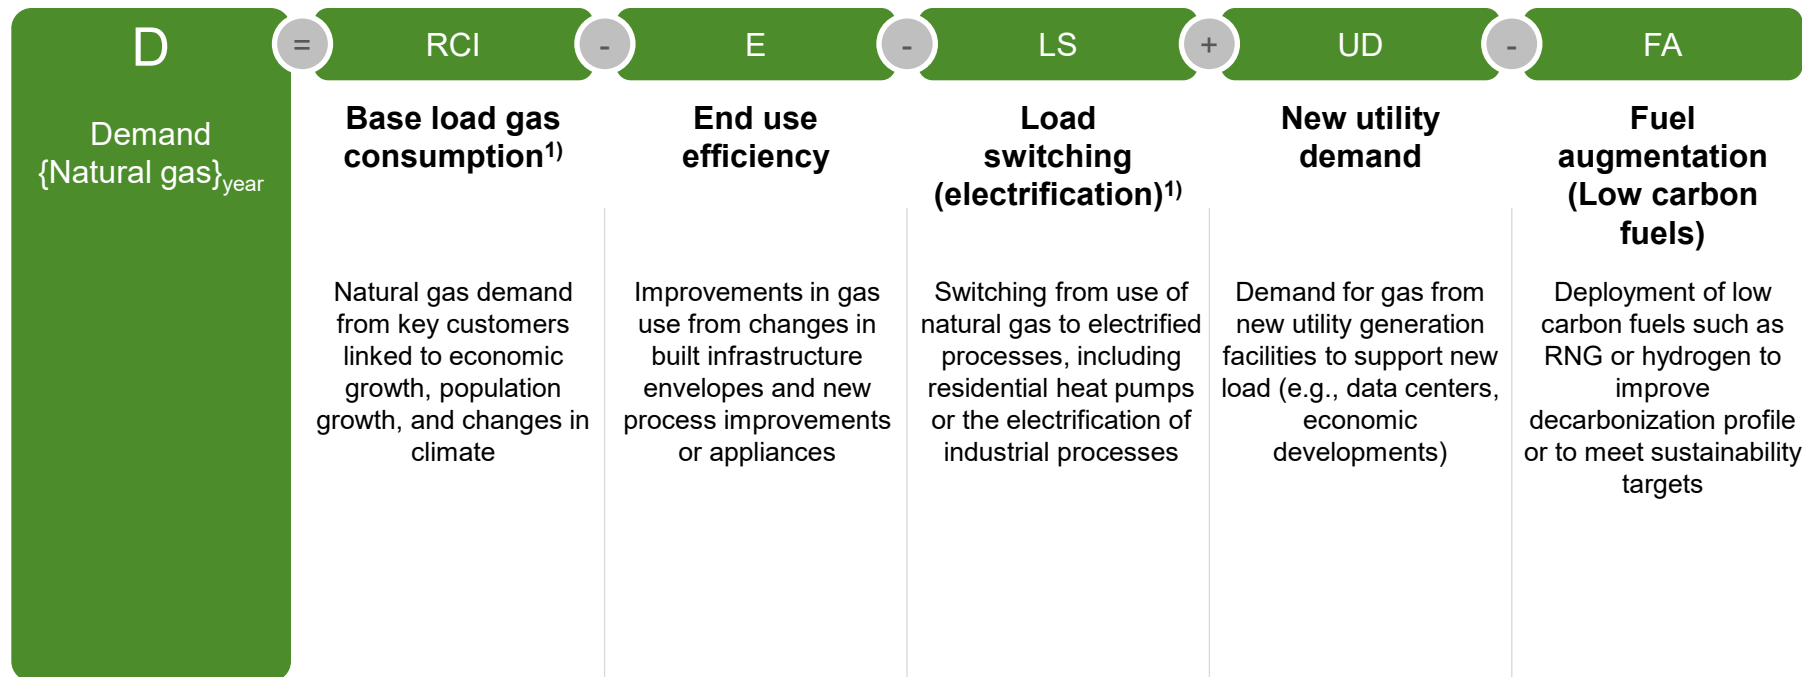 D = RCI - E - LS + UD - FA
Demand
{Natural gas}year
Base load gas
consumption1)
Natural gas demand
from key customers
linked to economic
growth, population
growth, and changes in
climate
End use
efficiency
Improvements in gas
use from changes in
built infrastructure
envelopes and new
process improvements
or appliances
Load
switching
(electrification)1)
Switching from use of
natural gas to electrified
processes, including
residential heat pumps
or the electrification of
industrial processes
New utility
demand
Demand for gas from
new utility generation
facilities to support new
load (e.g., data centers,
economic
developments)
Fuel
augmentation
(Low carbon
fuels)
Deployment of low
carbon fuels such as
RNG or hydrogen to
improve
decarbonization profile
or to meet sustainability
targets